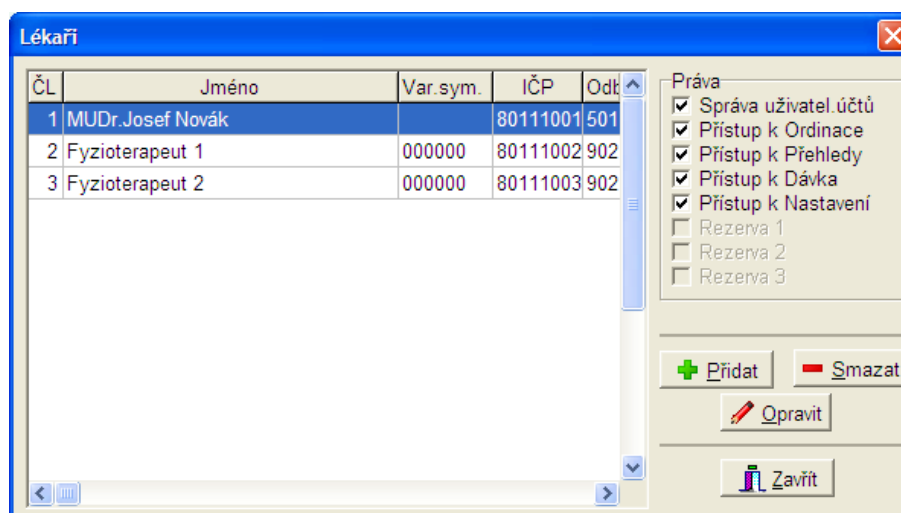 Lékaři
ČL Jméno Var.sym. IČP Odb
1 MUDr.Josef Novák 80111001 501
2 Fyzioterapeut 1 000000 80111002 902
3 Fyzioterapeut 2 000000 80111003 902
Práva
Správa uživatel.účtů
Přístup k Ordinace
Přístup k Přehledy
Přístup k Dávka
Přístup k Nastavení
Rezerva 1
Rezerva 2
Rezerva 3
Přidat Smazat
Opravit
Zavřít